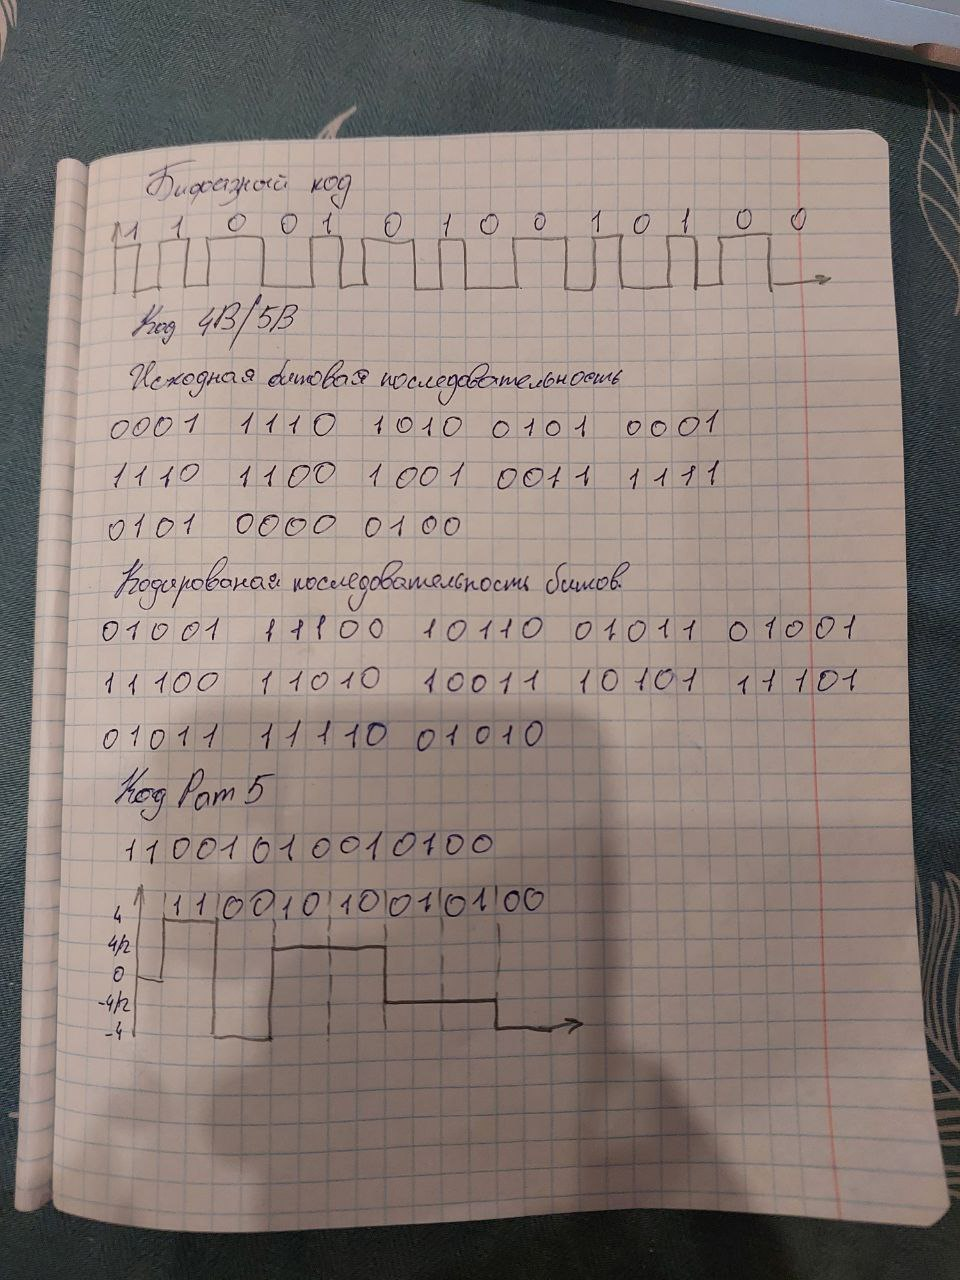 Бифазный код
1 1 0 0 1 0 1 0 0 1 0 1 0 0
Код 4B/5B
Исходная битовая последовательность
0001 1110 1010 0101 0001
1110 1100 1001 0011 1111
0101 0000 0100
Кодированая последовательность битов
01001 11100 10110 01011 01001
11100 11010 10011 10101 11101
01011 11110 01010
Код Pam 5
11001010010100
11 00 10 10 01 01 00
4
4/2
0
-4/2
-4